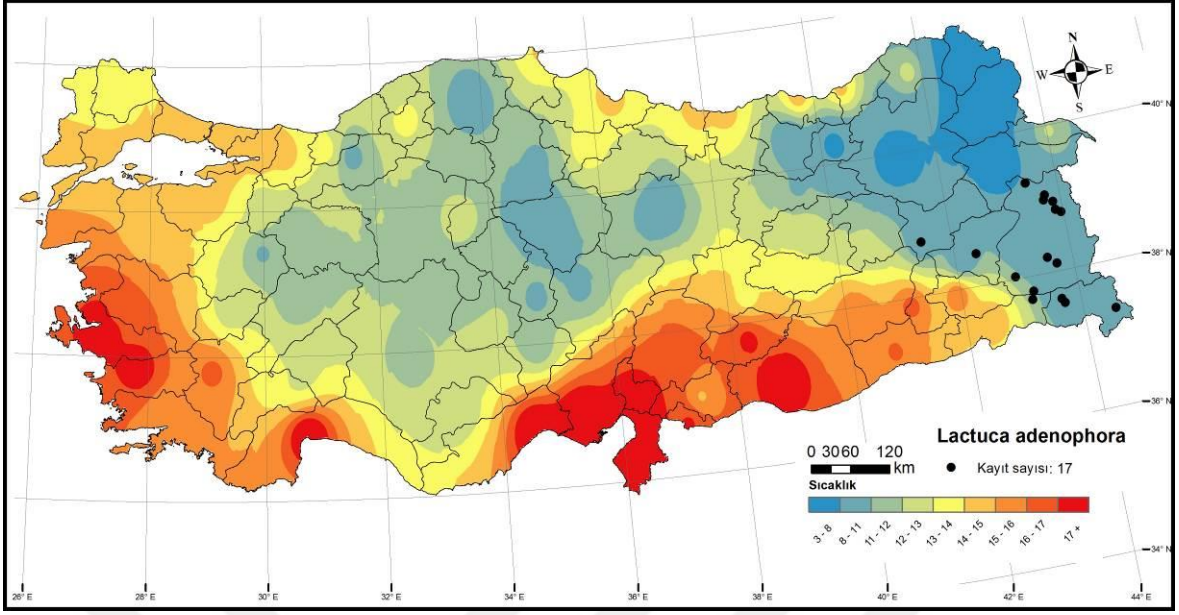 N
W E
S
40° N
38° N
36° N
34° N
Lactuca adenophora
0 30 60 120
km
Kayıt sayısı: 17
Sıcaklık
3 - 8
8 - 11
11 - 12
12 - 13
13 - 14
14 - 15
15 - 16
16 - 17
17 +
26° E 28° E 30° E 32° E 34° E 36° E 38° E 40° E 42° E 44° E